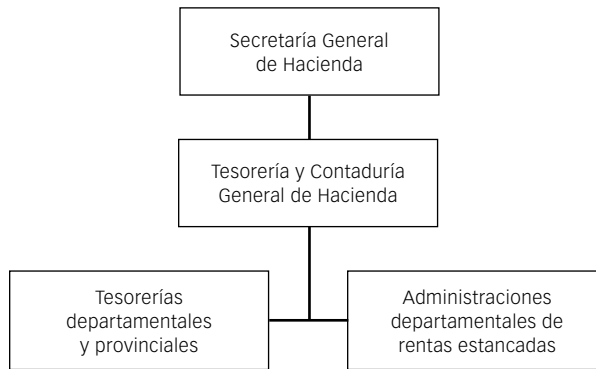 Secretaría General
de Hacienda
Tesorería y Contaduría
General de Hacienda
Tesorerías
departamentales
y provinciales
Administraciones
departamentales de
rentas estancadas